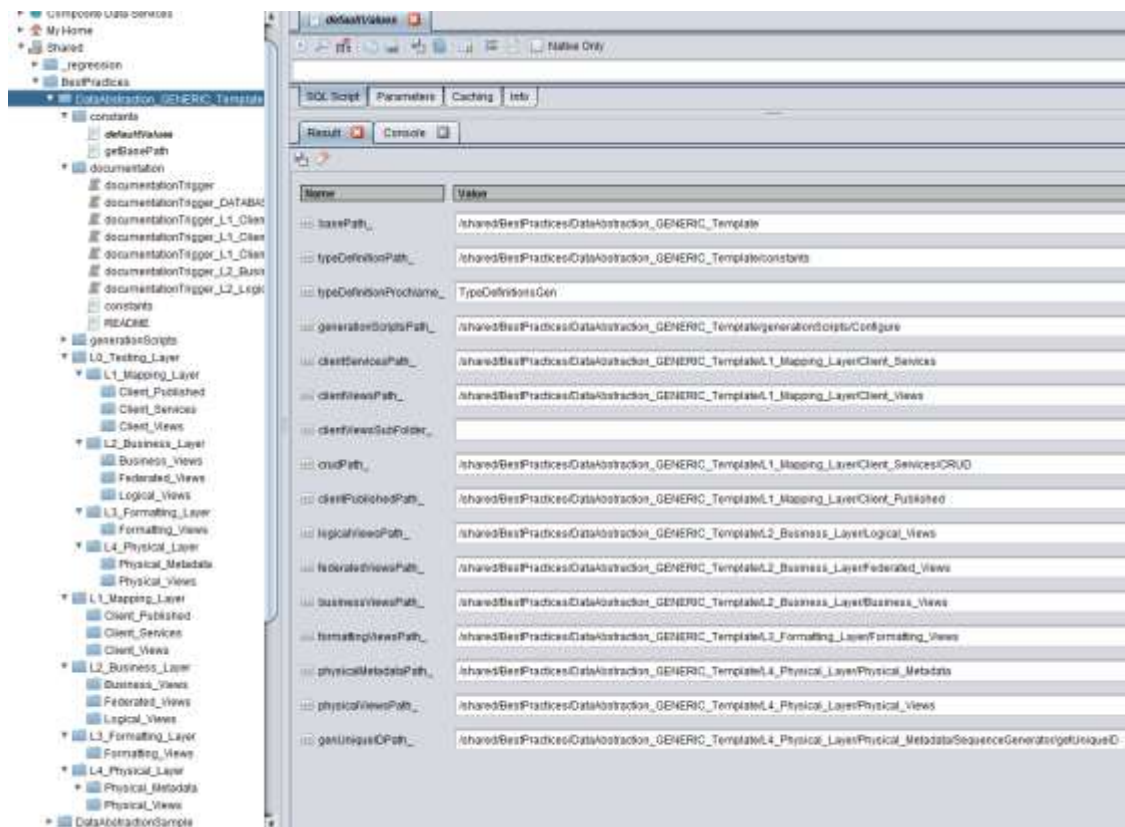 Composite Data Services
My Home
Shared
_regression
BestPractices
DataAbstraction_GENERIC_Template
constants
defaultValues
getBasePath
documentation
documentationTrigger
documentationTrigger_DATABAS
documentationTrigger_L1_Clien
documentationTrigger_L1_Clien
documentationTrigger_L1_Clien
documentationTrigger_L2_Busin
documentationTrigger_L2_Logic
constants
README
generationScripts
L0_Testing_Layer
L1_Mapping_Layer
Client_Published
Client_Services
Client_Views
L2_Business_Layer
Business_Views
Federated_Views
Logical_Views
L3_Formatting_Layer
Formatting_Views
L4_Physical_Layer
Physical_Metadata
Physical_Views
L1_Mapping_Layer
Client_Published
Client_Services
Client_Views
L2_Business_Layer
Business_Views
Federated_Views
Logical_Views
L3_Formatting_Layer
Formatting_Views
L4_Physical_Layer
Physical_Metadata
Physical_Views
DataAbstractionSample
defaultValues
Native Only
SQL Script Parameters Caching Info
Result Console
Name Value
basePath_ /shared/BestPractices/DataAbstraction_GENERIC_Template
typeDefinitionPath_ /shared/BestPractices/DataAbstraction_GENERIC_Template/constants
typeDefinitionProcName_ TypeDefinitionsGen
generationScriptsPath_ /shared/BestPractices/DataAbstraction_GENERIC_Template/generationScripts/Configure
clientServicesPath_ /shared/BestPractices/DataAbstraction_GENERIC_Template/L1_Mapping_Layer/Client_Services
clientViewsPath_ /shared/BestPractices/DataAbstraction_GENERIC_Template/L1_Mapping_Layer/Client_Views
clientViewsSubFolder_
crudPath_ /shared/BestPractices/DataAbstraction_GENERIC_Template/L1_Mapping_Layer/Client_Services/CRUD
clientPublishedPath_ /shared/BestPractices/DataAbstraction_GENERIC_Template/L1_Mapping_Layer/Client_Published
logicalViewsPath_ /shared/BestPractices/DataAbstraction_GENERIC_Template/L2_Business_Layer/Logical_Views
federatedViewsPath_ /shared/BestPractices/DataAbstraction_GENERIC_Template/L2_Business_Layer/Federated_Views
businessViewsPath_ /shared/BestPractices/DataAbstraction_GENERIC_Template/L2_Business_Layer/Business_Views
formattingViewsPath_ /shared/BestPractices/DataAbstraction_GENERIC_Template/L3_Formatting_Layer/Formatting_Views
physicalMetadataPath_ /shared/BestPractices/DataAbstraction_GENERIC_Template/L4_Physical_Layer/Physical_Metadata
physicalViewsPath_ /shared/BestPractices/DataAbstraction_GENERIC_Template/L4_Physical_Layer/Physical_Views
genUniqueIDPath_ /shared/BestPractices/DataAbstraction_GENERIC_Template/L4_Physical_Layer/Physical_Metadata/SequenceGenerator/getUniqueID